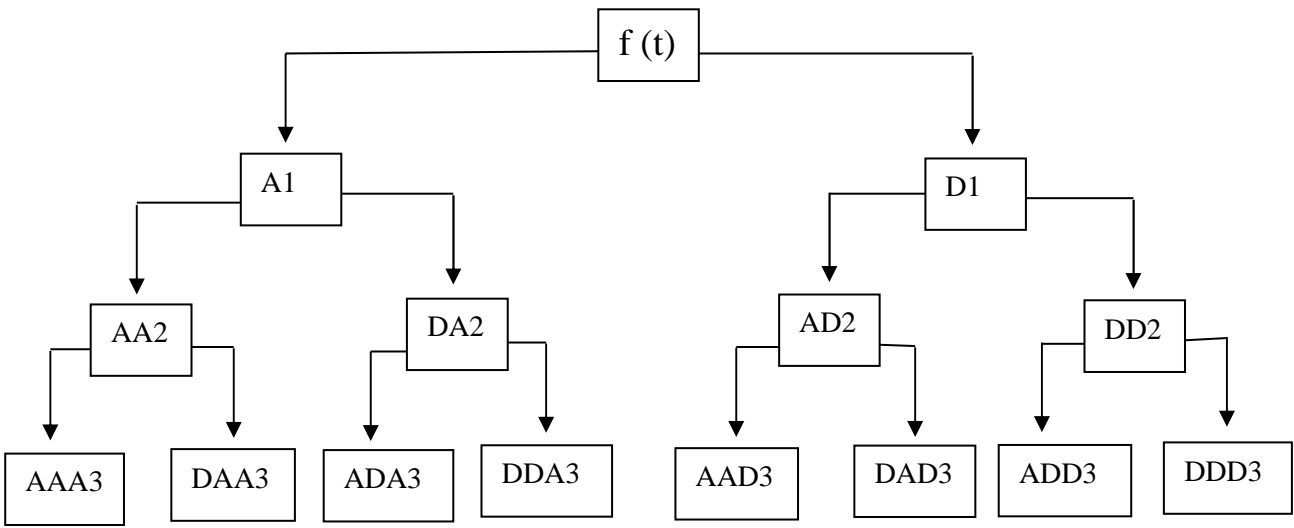 f (t)
A1
D1
AA2
DA2
AD2
DD2
AAA3
DAA3
ADA3
DDA3
AAD3
DAD3
ADD3
DDD3